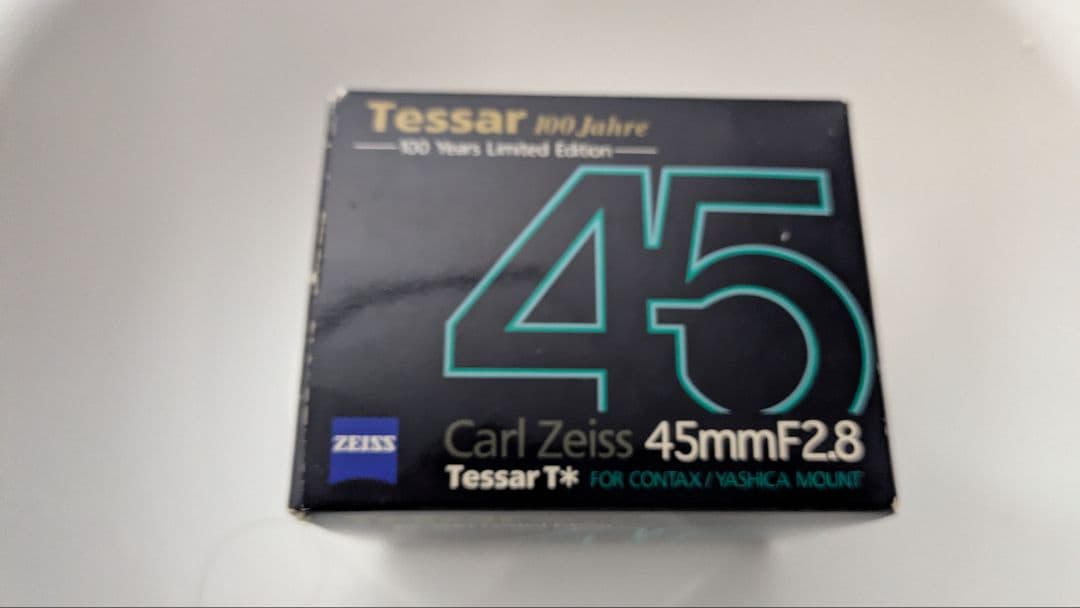 Tessar 100 Jahre
100 Years Limited Edition
45
ZEISS
Carl Zeiss 45mmF2.8
Tessar T* FOR CONTAX / YASHICA MOUNT